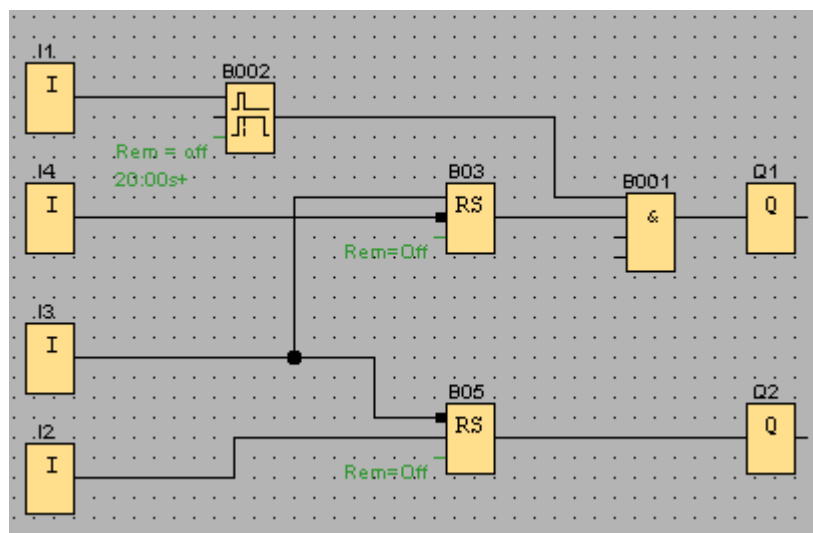 I1
I
B002
Rem = off
20:00s+
I4
I
B03
RS
Rem=Off
B001
&
Q1
Q
I3
I
B05
RS
Rem=Off
Q2
Q
I2
I